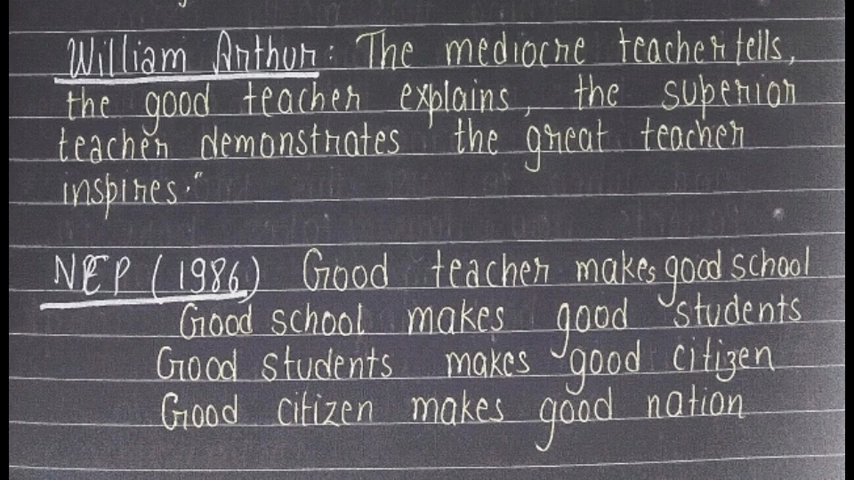 William Arthur: The mediocre teacher tells,
the good teacher explains, the superior
teacher demonstrates the great teacher
inspires."
NEP (1986) Good teacher makes good school
Good school makes good students
Good students makes good citizen
Good citizen makes good nation